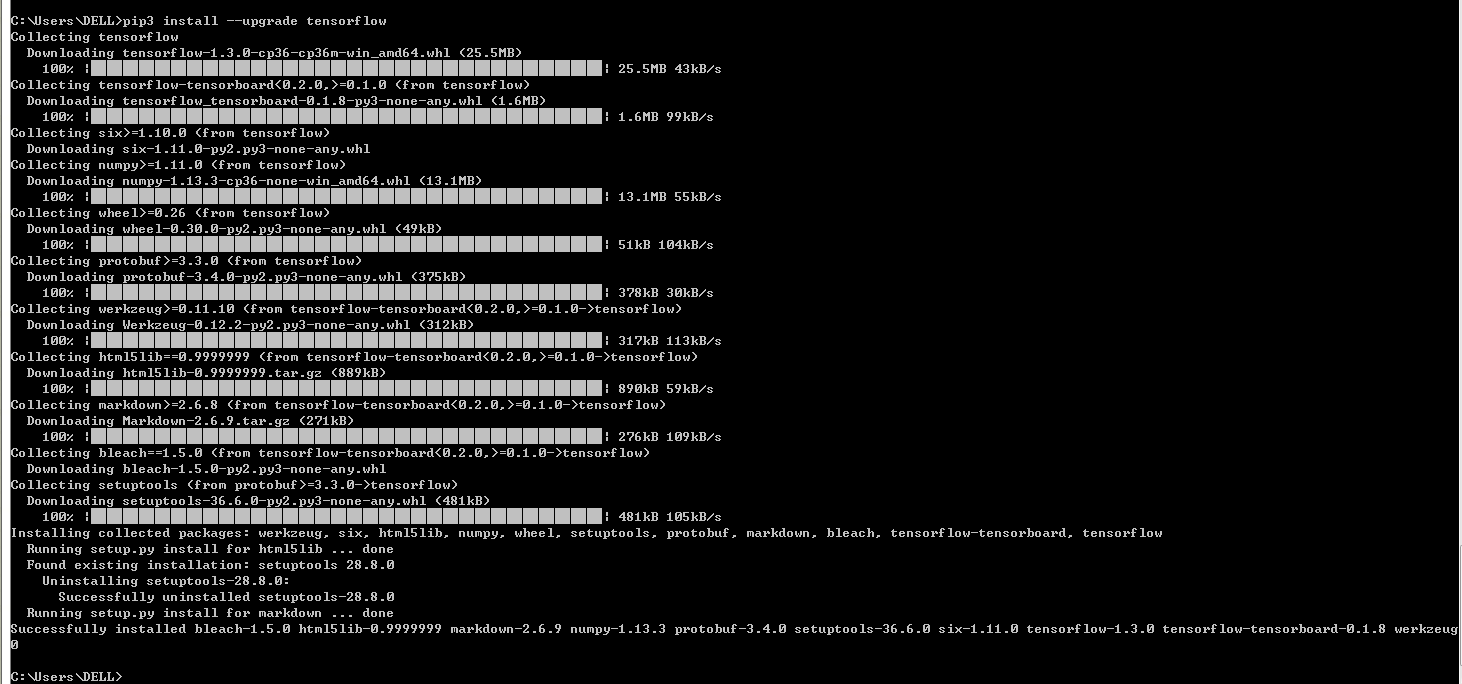 C:\Users\DELL>pip3 install --upgrade tensorflow
Collecting tensorflow
  Downloading tensorflow-1.3.0-cp36-cp36m-win_amd64.whl (25.5MB)
    100% |████████████████████████████████| 25.5MB 43kB/s
Collecting tensorflow-tensorboard<0.2.0,>=0.1.0 (from tensorflow)
  Downloading tensorflow_tensorboard-0.1.8-py3-none-any.whl (1.6MB)
    100% |████████████████████████████████| 1.6MB 99kB/s
Collecting six>=1.10.0 (from tensorflow)
  Downloading six-1.11.0-py2.py3-none-any.whl
Collecting numpy>=1.11.0 (from tensorflow)
  Downloading numpy-1.13.3-cp36-none-win_amd64.whl (13.1MB)
    100% |████████████████████████████████| 13.1MB 55kB/s
Collecting wheel>=0.26 (from tensorflow)
  Downloading wheel-0.30.0-py2.py3-none-any.whl (49kB)
    100% |████████████████████████████████| 51kB 104kB/s
Collecting protobuf>=3.3.0 (from tensorflow)
  Downloading protobuf-3.4.0-py2.py3-none-any.whl (375kB)
    100% |████████████████████████████████| 378kB 30kB/s
Collecting werkzeug>=0.11.10 (from tensorflow-tensorboard<0.2.0,>=0.1.0->tensorflow)
  Downloading Werkzeug-0.12.2-py2.py3-none-any.whl (312kB)
    100% |████████████████████████████████| 317kB 113kB/s
Collecting html5lib==0.9999999 (from tensorflow-tensorboard<0.2.0,>=0.1.0->tensorflow)
  Downloading html5lib-0.9999999.tar.gz (889kB)
    100% |████████████████████████████████| 890kB 59kB/s
Collecting markdown>=2.6.8 (from tensorflow-tensorboard<0.2.0,>=0.1.0->tensorflow)
  Downloading Markdown-2.6.9.tar.gz (271kB)
    100% |████████████████████████████████| 276kB 109kB/s
Collecting bleach==1.5.0 (from tensorflow-tensorboard<0.2.0,>=0.1.0->tensorflow)
  Downloading bleach-1.5.0-py2.py3-none-any.whl
Collecting setuptools (from protobuf>=3.3.0->tensorflow)
  Downloading setuptools-36.6.0-py2.py3-none-any.whl (481kB)
    100% |████████████████████████████████| 481kB 105kB/s
Installing collected packages: werkzeug, six, html5lib, numpy, wheel, setuptools, protobuf, markdown, bleach, tensorflow-tensorboard, tensorflow
  Running setup.py install for html5lib ... done
  Found existing installation: setuptools 28.8.0
    Uninstalling setuptools-28.8.0:
      Successfully uninstalled setuptools-28.8.0
  Running setup.py install for markdown ... done
Successfully installed bleach-1.5.0 html5lib-0.9999999 markdown-2.6.9 numpy-1.13.3 protobuf-3.4.0 setuptools-36.6.0 six-1.11.0 tensorflow-1.3.0 tensorflow-tensorboard-0.1.8 werkzeug
0
C:\Users\DELL>